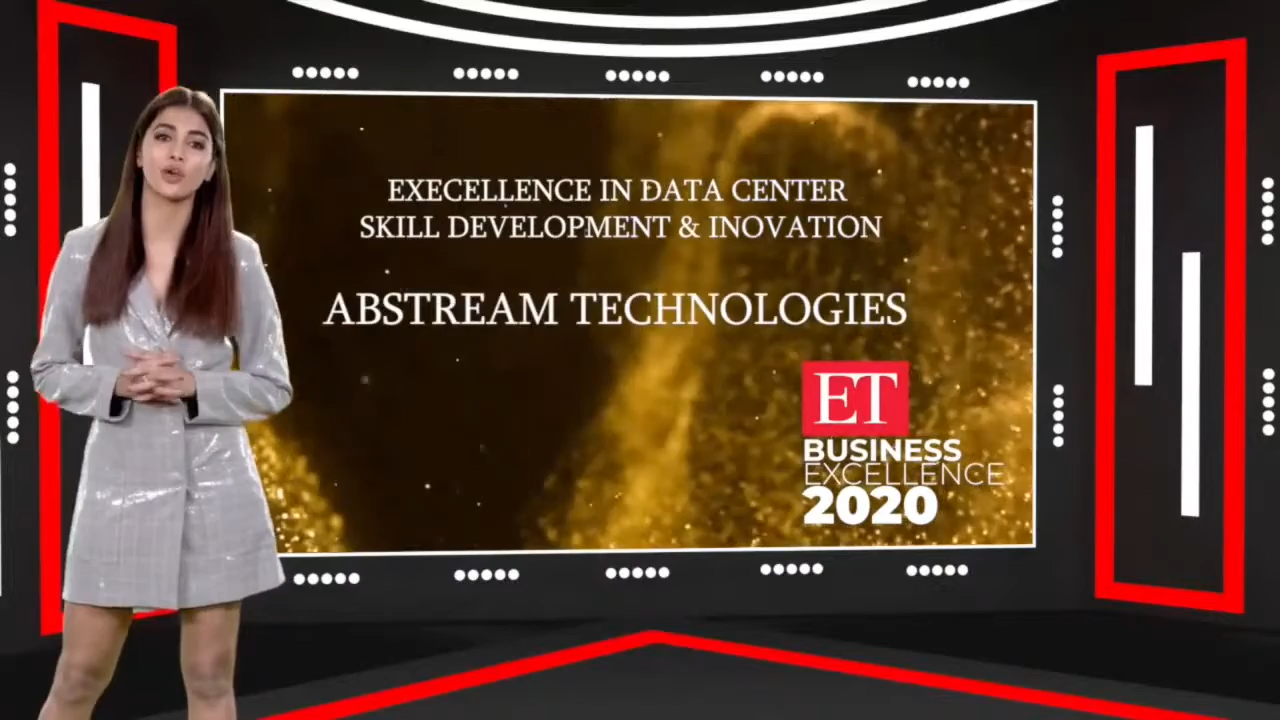 EXECELLENCE IN DATA CENTER
SKILL DEVELOPMENT & INOVATION
ABSTREAM TECHNOLOGIES
ET
BUSINESS
EXCELLENCE
2020